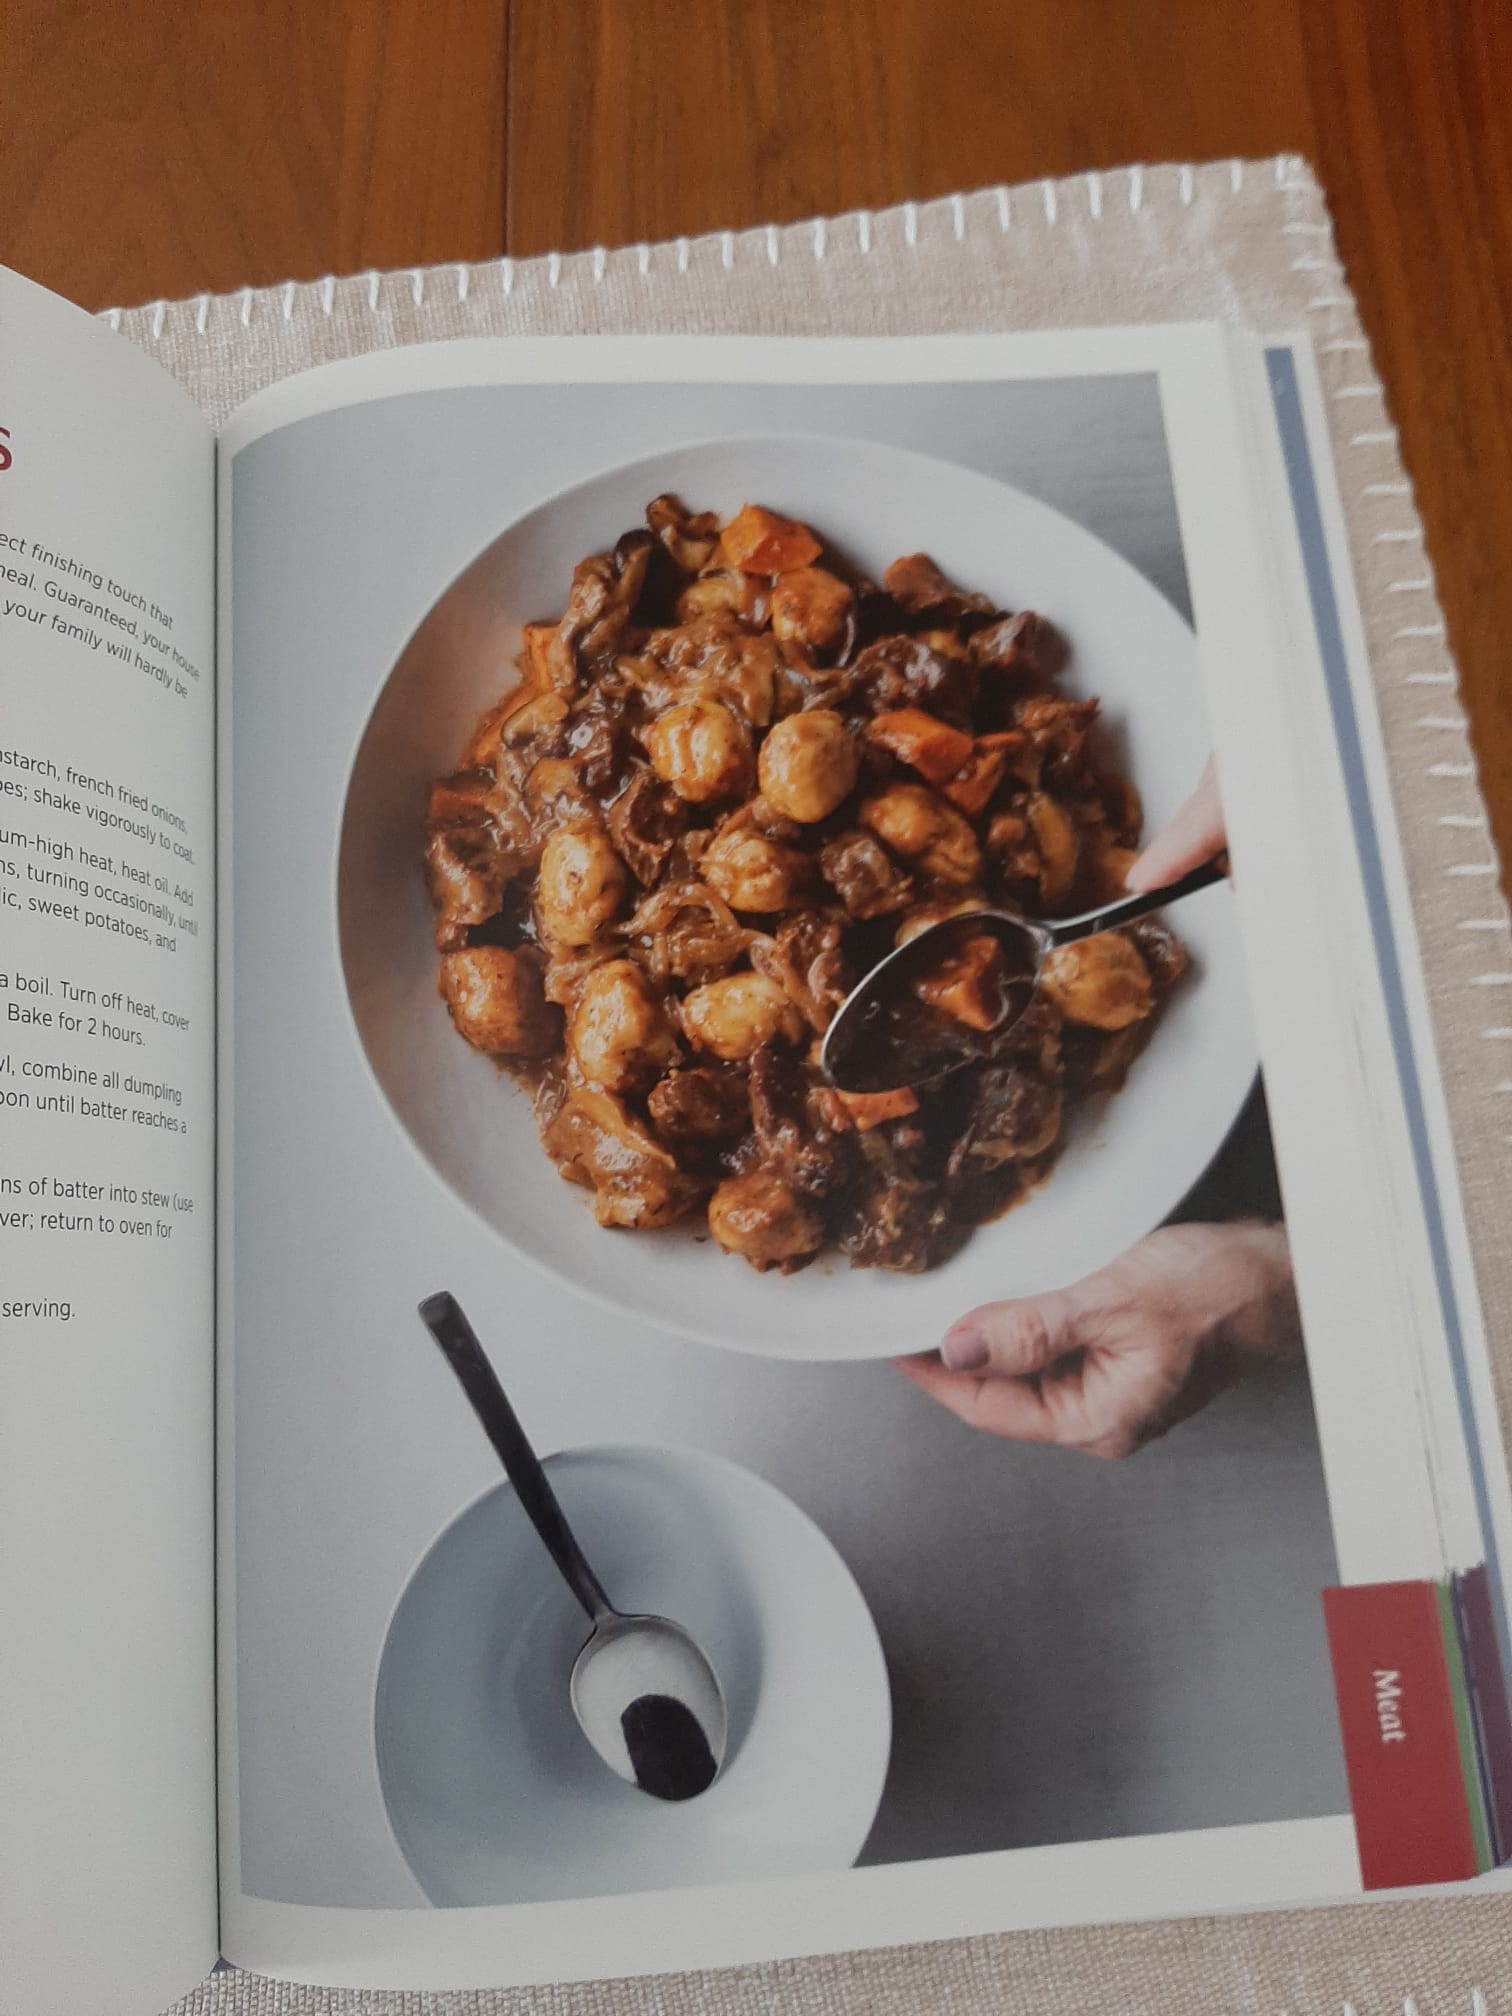 S
ect finishing touch that
neal. Guaranteed, your house
your family will hardly be
nstarch, french fried onions,
oes; shake vigorously to coat.
um-high heat, heat oil. Add
ns, turning occasionally, until
lic, sweet potatoes, and
a boil. Turn off heat, cover
Bake for 2 hours.
wl, combine all dumpling
oon until batter reaches a
ns of batter into stew (use
ver; return to oven for
serving.
Meat